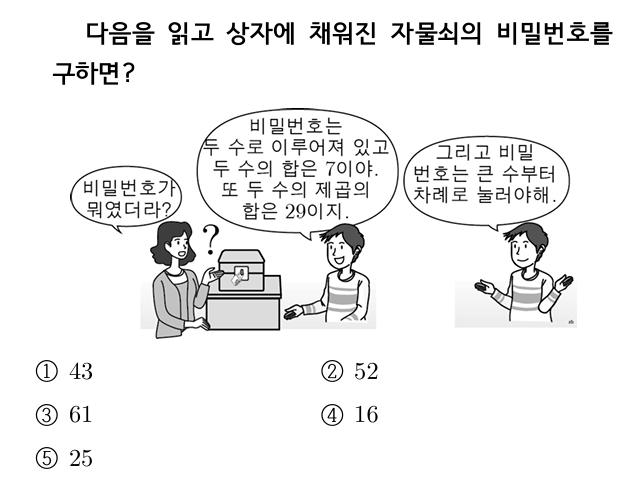 다음을 읽고 상자에 채워진 자물쇠의 비밀번호를
구하면?
비밀번호가
뭐였더라?
?
비밀번호는
두 수로 이루어져 있고
두 수의 합은 7이야.
또 두 수의 제곱의
합은 29이지.
그리고 비밀
번호는 큰 수부터
차례로 눌러야해.
① 43
② 52
③ 61
④ 16
⑤ 25